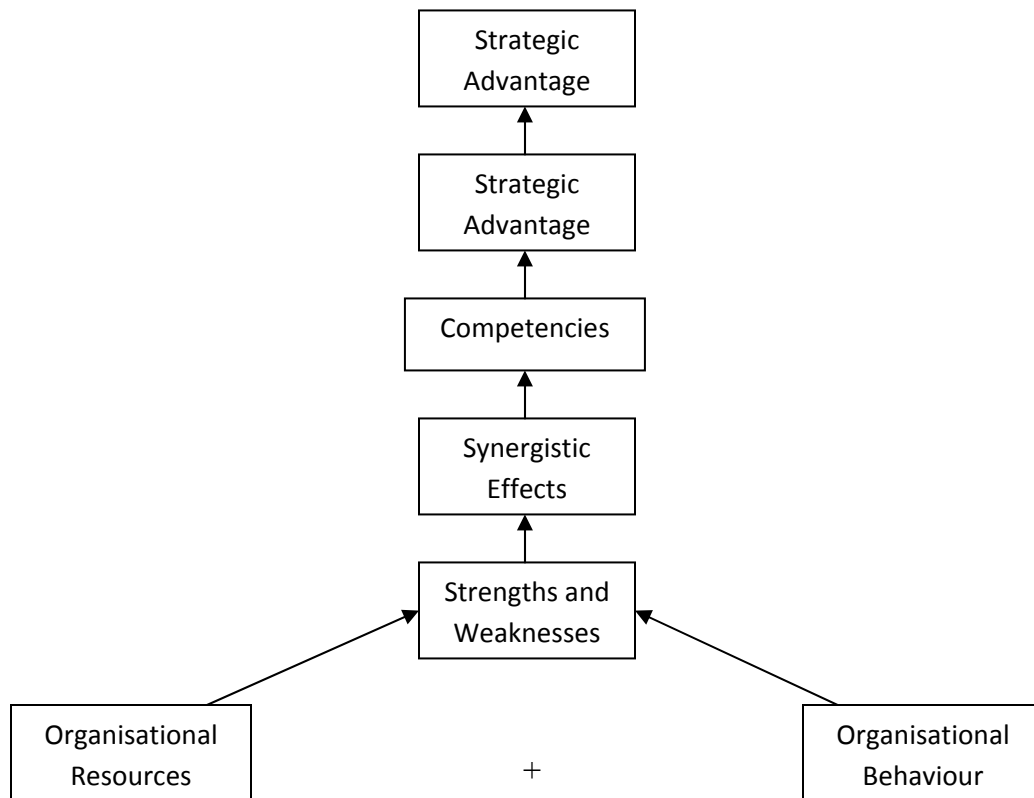 Strategic
Advantage
Strategic
Advantage
Competencies
Synergistic
Effects
Strengths and
Weaknesses
Organisational
Resources
+
Organisational
Behaviour